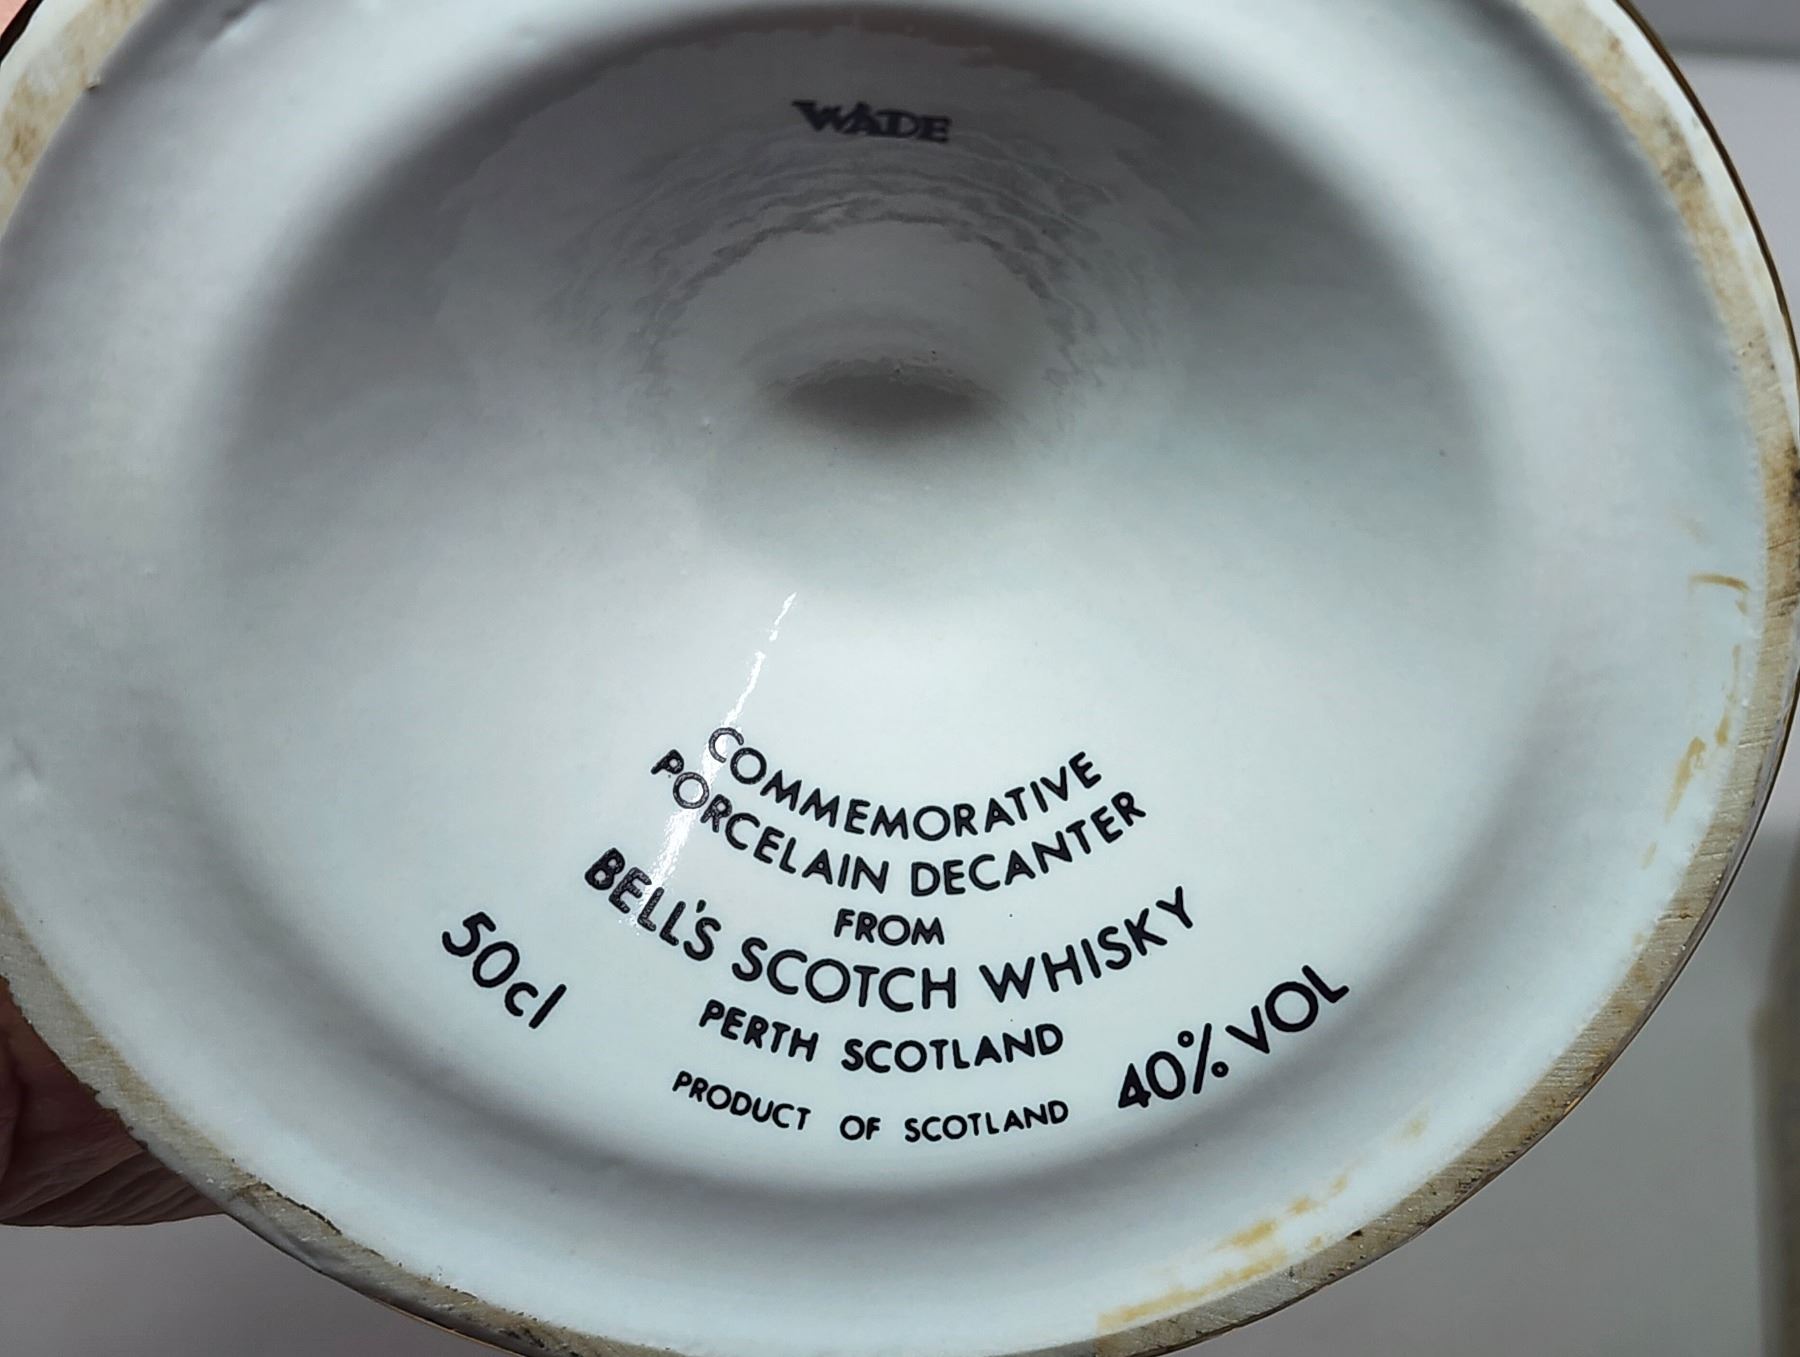 WADE
COMMEMORATIVE
PORCELAIN DECANTER
FROM
BELL'S SCOTCH WHISKY
50cl
PERTH SCOTLAND
40% VOL
PRODUCT OF SCOTLAND